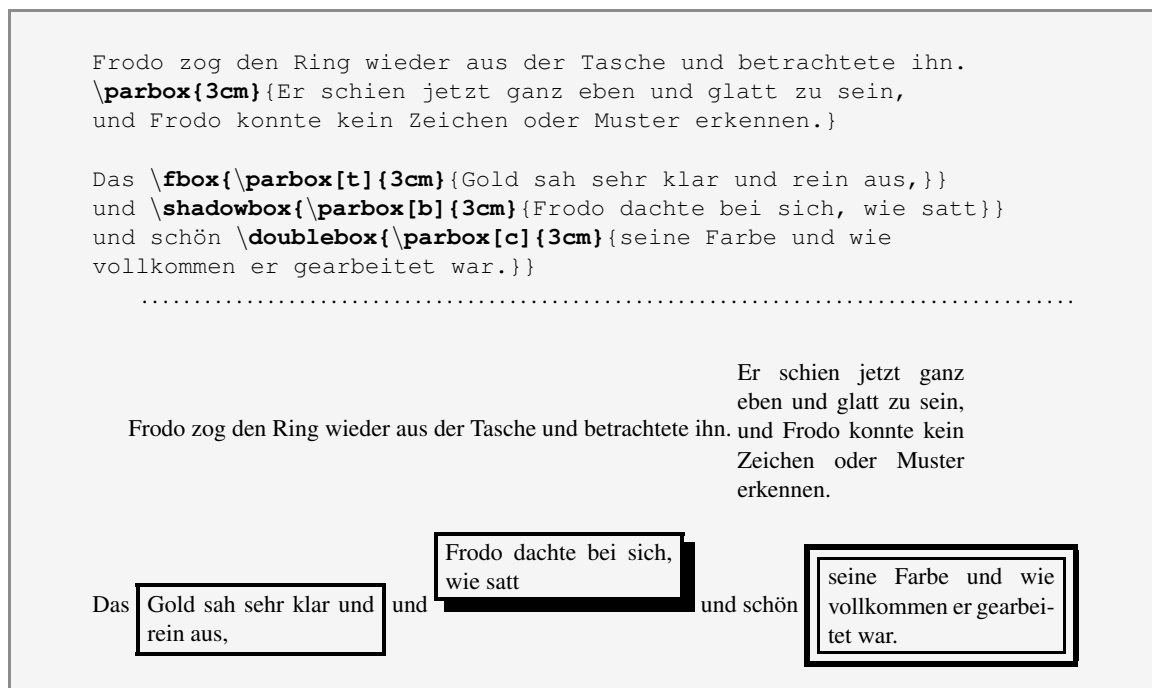 Frodo zog den Ring wieder aus der Tasche und betrachtete ihn.
\parbox{3cm}{Er schien jetzt ganz eben und glatt zu sein,
und Frodo konnte kein Zeichen oder Muster erkennen.}
Das \fbox{\parbox[t]{3cm}{Gold sah sehr klar und rein aus,}}
und \shadowbox{\parbox[b]{3cm}{Frodo dachte bei sich, wie satt}}
und schön \doublebox{\parbox[c]{3cm}{seine Farbe und wie
vollkommen er gearbeitet war.}}
Frodo zog den Ring wieder aus der Tasche und betrachtete ihn.
Er schien jetzt ganz
eben und glatt zu sein,
und Frodo konnte kein
Zeichen oder Muster
erkennen.
Das
Gold sah sehr klar und
rein aus,
und
Frodo dachte bei sich,
wie satt
und schön
seine Farbe und wie
vollkommen er gearbei-
tet war.